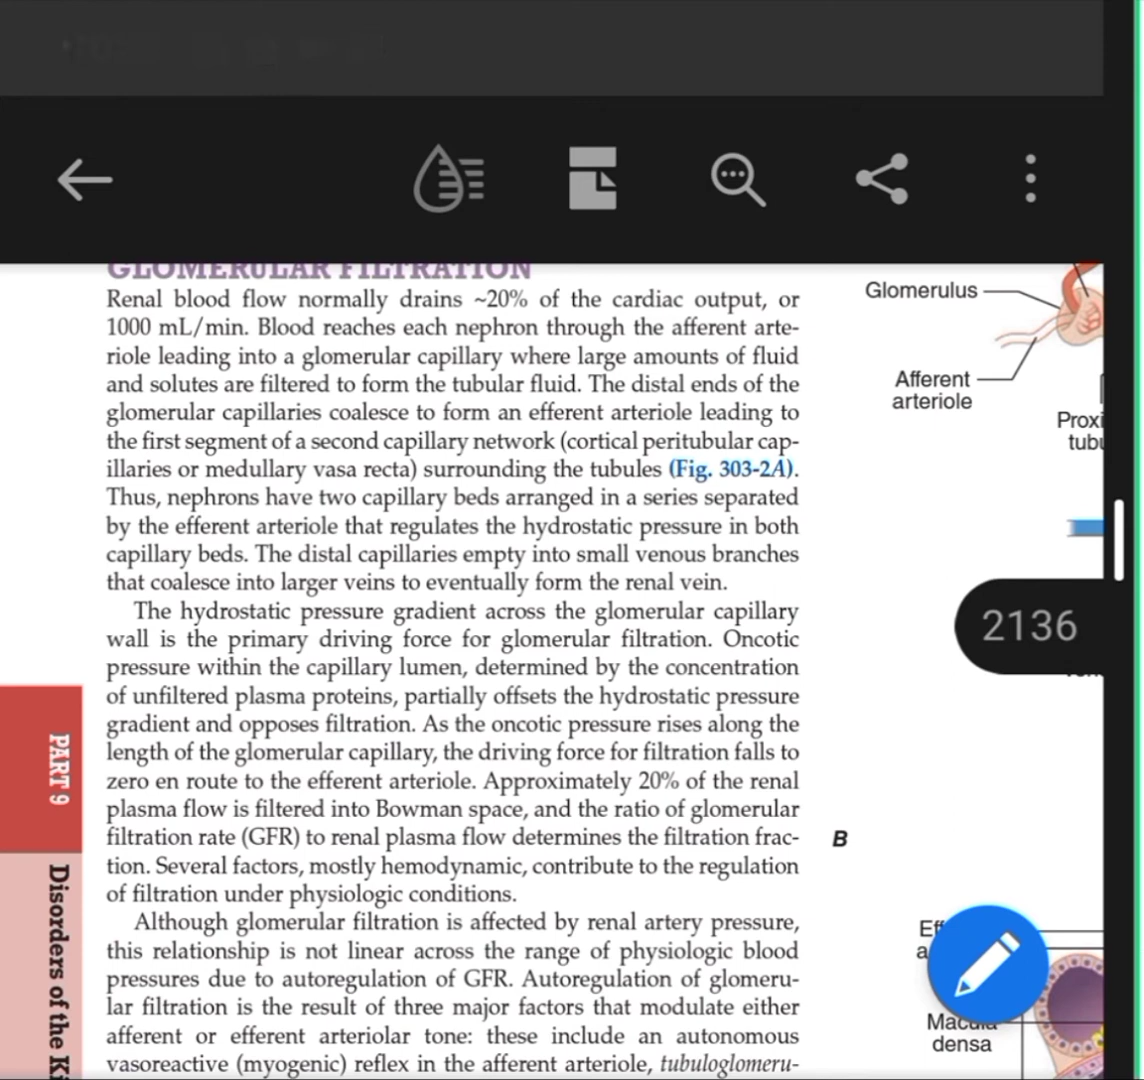 GLOMERULAR FILTRATION
Renal blood flow normally drains ~20% of the cardiac output, or
1000 mL/min. Blood reaches each nephron through the afferent arte-
riole leading into a glomerular capillary where large amounts of fluid
and solutes are filtered to form the tubular fluid. The distal ends of the
glomerular capillaries coalesce to form an efferent arteriole leading to
the first segment of a second capillary network (cortical peritubular cap-
illaries or medullary vasa recta) surrounding the tubules (Fig. 303-2A).
Thus, nephrons have two capillary beds arranged in a series separated
by the efferent arteriole that regulates the hydrostatic pressure in both
capillary beds. The distal capillaries empty into small venous branches
that coalesce into larger veins to eventually form the renal vein.
The hydrostatic pressure gradient across the glomerular capillary
wall is the primary driving force for glomerular filtration. Oncotic
pressure within the capillary lumen, determined by the concentration
of unfiltered plasma proteins, partially offsets the hydrostatic pressure
gradient and opposes filtration. As the oncotic pressure rises along the
length of the glomerular capillary, the driving force for filtration falls to
zero en route to the efferent arteriole. Approximately 20% of the renal
plasma flow is filtered into Bowman space, and the ratio of glomerular
filtration rate (GFR) to renal plasma flow determines the filtration frac-
tion. Several factors, mostly hemodynamic, contribute to the regulation
of filtration under physiologic conditions.
Although glomerular filtration is affected by renal artery pressure,
this relationship is not linear across the range of physiologic blood
pressures due to autoregulation of GFR. Autoregulation of glomeru-
lar filtration is the result of three major factors that modulate either
afferent or efferent arteriolar tone: these include an autonomous
vasoreactive (myogenic) reflex in the afferent arteriole, tubuloglomeru-
PART 9
Disorders of the Ki
Glomerulus
Afferent
arteriole
Proxi
tubu
2136
B
Eff
a
Macula
densa